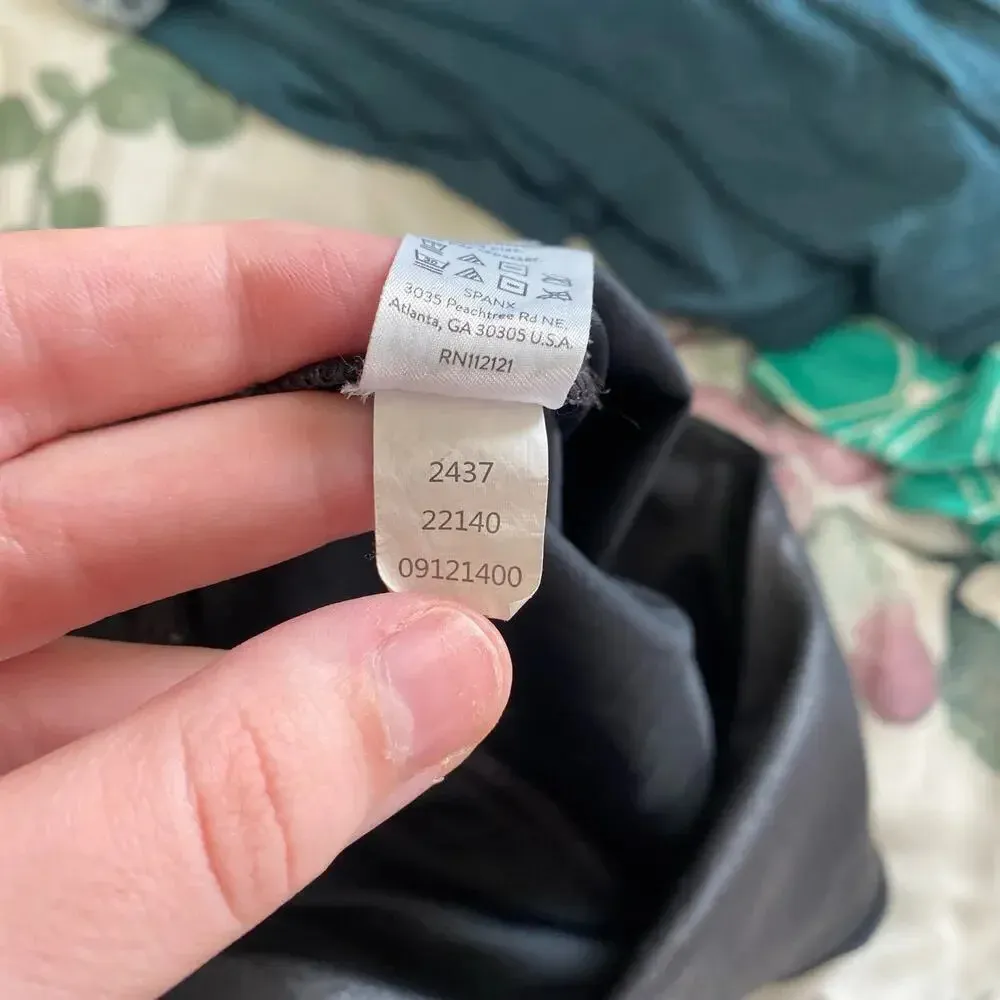 SPANX
3035 Peachtree Rd NE,
Atlanta, GA 30305 U.S.A.
RN112121
2437
22140
09121400